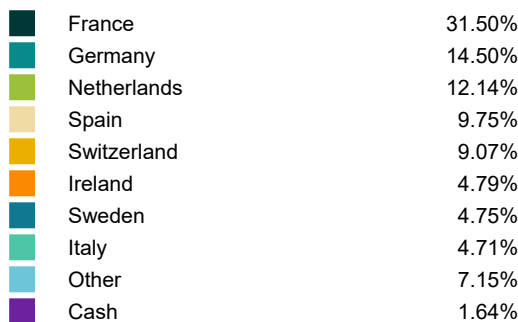 France 31.50%
Germany 14.50%
Netherlands 12.14%
Spain 9.75%
Switzerland 9.07%
Ireland 4.79%
Sweden 4.75%
Italy 4.71%
Other 7.15%
Cash 1.64%